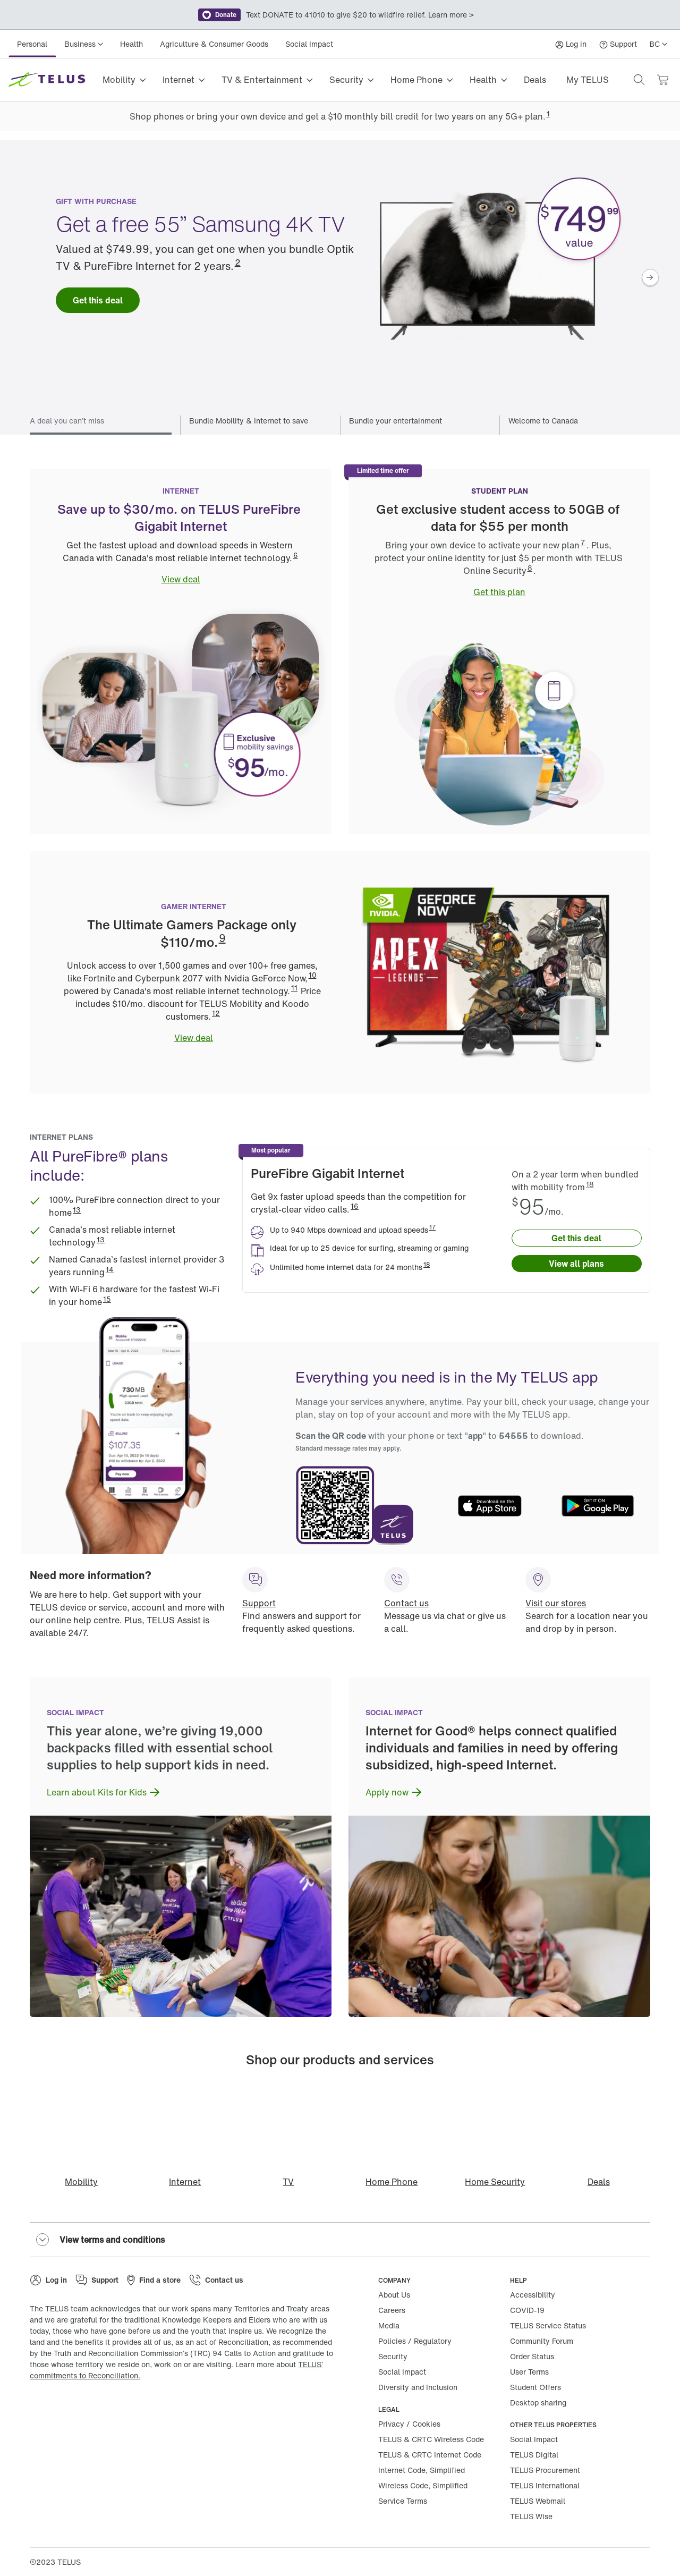 Donate Text DONATE to 41010 to give $20 to wildfire relief. Learn more >
Personal Business Health Agriculture & Consumer Goods Social Impact Log in Support BC
TELUS Mobility Internet TV & Entertainment Security Home Phone Health Deals My TELUS
Shop phones or bring your own device and get a $10 monthly bill credit for two years on any 5G+ plan. 1
GIFT WITH PURCHASE
Get a free 55” Samsung 4K TV
Valued at $749.99, you can get one when you bundle Optik
TV & PureFibre Internet for 2 years. 2
Get this deal
$749.99
value
A deal you can't miss
Bundle Mobility & Internet to save
Bundle your entertainment
Welcome to Canada
INTERNET
Save up to $30/mo. on TELUS PureFibre
Gigabit Internet
Get the fastest upload and download speeds in Western
Canada with Canada's most reliable internet technology. 6
View deal
Exclusive
mobility savings
$95/mo.
Limited time offer
STUDENT PLAN
Get exclusive student access to 50GB of
data for $55 per month
Bring your own device to activate your new plan 7. Plus,
protect your online identity for just $5 per month with TELUS
Online Security 8.
Get this plan
GAMER INTERNET
The Ultimate Gamers Package only
$110/mo. 9
Unlock access to over 1,500 games and over 100+ free games,
like Fortnite and Cyberpunk 2077 with Nvidia GeForce Now, 10
powered by Canada's most reliable internet technology. 11 Price
includes $10/mo. discount for TELUS Mobility and Koodo
customers. 12
View deal
NVIDIA
GEFORCE
NOW
APEX
LEGENDS
INTERNET PLANS
All PureFibre® plans
include:
100% PureFibre connection direct to your
home 13
Canada's most reliable internet
technology 13
Named Canada's fastest internet provider 3
years running 14
With Wi-Fi 6 hardware for the fastest Wi-Fi
in your home 15
Most popular
PureFibre Gigabit Internet
Get 9x faster upload speeds than the competition for
crystal-clear video calls. 16
Up to 940 Mbps download and upload speeds 17
Ideal for up to 25 device for surfing, streaming or gaming
Unlimited home internet data for 24 months 18
On a 2 year term when bundled
with mobility from 18
$95/mo.
Get this deal
View all plans
Mobile
730 MB
BILLING
$107.35
Pay now
Everything you need is in the My TELUS app
Manage your services anywhere, anytime. Pay your bill, check your usage, change your
plan, stay on top of your account and more with the My TELUS app.
Scan the QR code with your phone or text "app" to 54555 to download.
Standard message rates may apply.
TELUS
Download on the
App Store
GET IT ON
Google Play
Need more information?
We are here to help. Get support with your
TELUS device or service, account and more with
our online help centre. Plus, TELUS Assist is
available 24/7.
Support
Find answers and support for
frequently asked questions.
Contact us
Message us via chat or give us
a call.
Visit our stores
Search for a location near you
and drop by in person.
SOCIAL IMPACT
This year alone, we’re giving 19,000
backpacks filled with essential school
supplies to help support kids in need.
Learn about Kits for Kids
SOCIAL IMPACT
Internet for Good® helps connect qualified
individuals and families in need by offering
subsidized, high-speed Internet.
Apply now
Shop our products and services
Mobility
Internet
TV
Home Phone
Home Security
Deals
View terms and conditions
Log in Support Find a store Contact us
The TELUS team acknowledges that our work spans many Territories and Treaty areas
and we are grateful for the traditional Knowledge Keepers and Elders who are with us
today, those who have gone before us and the youth that inspire us. We recognize the
land and the benefits it provides all of us, as an act of Reconciliation, as recommended
by the Truth and Reconciliation Commission's (TRC) 94 Calls to Action and gratitude to
those whose territory we reside on, work on or are visiting. Learn more about TELUS'
commitments to Reconciliation.
COMPANY
About Us
Careers
Media
Policies / Regulatory
Security
Social Impact
Diversity and Inclusion
LEGAL
Privacy / Cookies
TELUS & CRTC Wireless Code
TELUS & CRTC Internet Code
Internet Code, Simplified
Wireless Code, Simplified
Service Terms
HELP
Accessibility
COVID-19
TELUS Service Status
Community Forum
Order Status
User Terms
Student Offers
Desktop sharing
OTHER TELUS PROPERTIES
Social Impact
TELUS Digital
TELUS Procurement
TELUS International
TELUS Webmail
TELUS Wise
©2023 TELUS